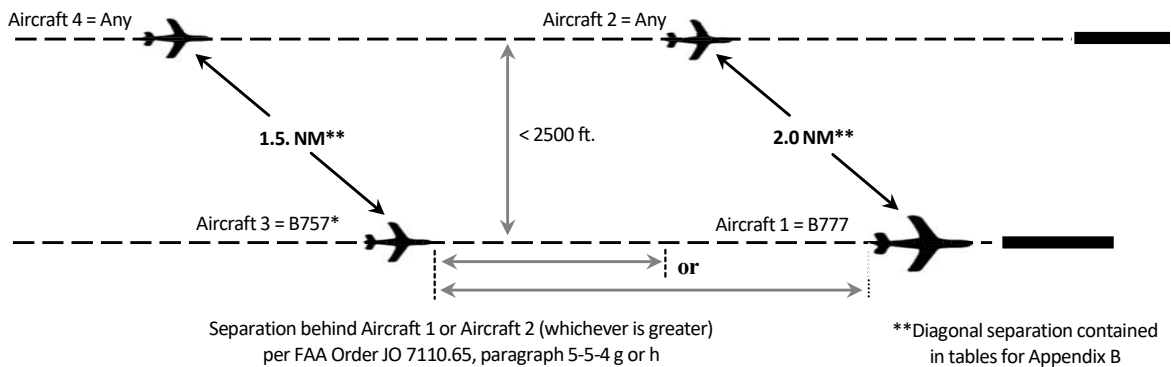 Aircraft 4 = Any
Aircraft 2 = Any
1.5. NM**
< 2500 ft.
2.0 NM**
Aircraft 3 = B757*
Aircraft 1 = B777
or
Separation behind Aircraft 1 or Aircraft 2 (whichever is greater)
per FAA Order JO 7110.65, paragraph 5-5-4 g or h
**Diagonal separation contained
in tables for Appendix B